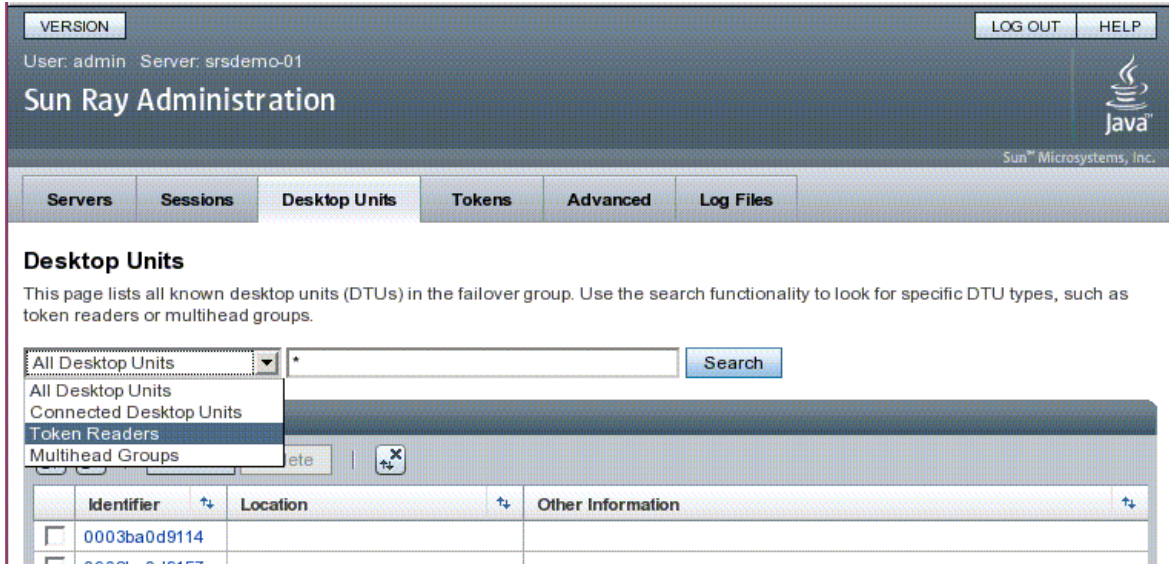 VERSION
LOG OUT
HELP
User: admin Server: srsdemo-01
Sun Ray Administration
Java™
Sun™ Microsystems, Inc.
Servers
Sessions
Desktop Units
Tokens
Advanced
Log Files
Desktop Units
This page lists all known desktop units (DTUs) in the failover group. Use the search functionality to look for specific DTU types, such as
token readers or multihead groups.
All Desktop Units
*
Search
All Desktop Units
Connected Desktop Units
Token Readers
Multihead Groups
Identifier
Location
Other Information
0003ba0d9114